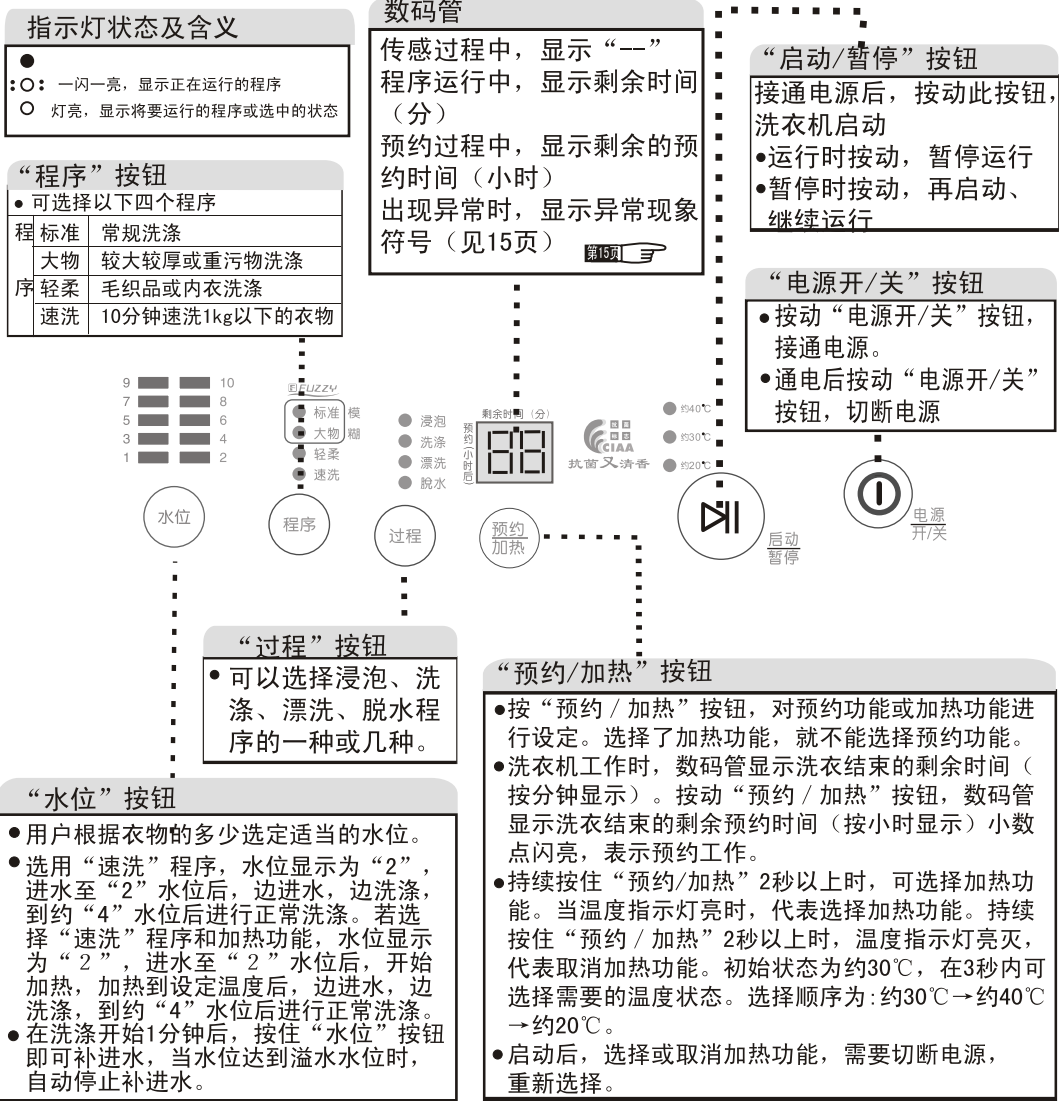 指示灯状态及含义
一闪一亮，显示正在运行的程序
灯亮，显示将要运行的程序或选中的状态
“程序”按钮
●可选择以下四个程序
程序
标准 常规洗涤
大物 较大较厚或重污物洗涤
轻柔 毛织品或内衣洗涤
速洗 10分钟速洗1kg以下的衣物
数码管
传感过程中，显示“--”
程序运行中，显示剩余时间
（分）
预约过程中，显示剩余的预
约时间（小时）
出现异常时，显示异常现象
符号（见15页） 第15页
“启动/暂停”按钮
接通电源后，按动此按钮，
洗衣机启动
●运行时按动，暂停运行
●暂停时按动，再启动、
继续运行
“电源开/关”按钮
●按动“电源开/关”按钮，
接通电源。
●通电后按动“电源开/关”
按钮，切断电源
9 10
7 8
5 6
3 4
1 2
水位
FUZZY
标准
大物
模糊
轻柔
速洗
程序
浸泡
洗涤
漂洗
脱水
过程
剩余时间（分）
预约(小时后)
预约
加热
CIAA
抗菌又清香
约40℃
约30℃
约20℃
启动
暂停
电源
开/关
“过程”按钮
●可以选择浸泡、洗
涤、漂洗、脱水程
序的一种或几种。
“水位”按钮
●用户根据衣物的多少选定适当的水位。
●选用“速洗”程序，水位显示为“2”，
进水至“2”水位后，边进水，边洗涤，
到约“4”水位后进行正常洗涤。若选
择“速洗”程序和加热功能，水位显示
为“2”，进水至“2”水位后，开始
加热，加热到设定温度后，边进水，边
洗涤，到约“4”水位后进行正常洗涤。
●在洗涤开始1分钟后，按住“水位”按钮
即可补进水，当水位达到溢水水位时，
自动停止补进水。
“预约/加热”按钮
●按“预约/加热”按钮，对预约功能或加热功能进
行设定。选择了加热功能，就不能选择预约功能。
●洗衣机工作时，数码管显示洗衣结束的剩余时间（
按分钟显示）。按动“预约/加热”按钮，数码管
显示洗衣结束的剩余预约时间（按小时显示）小数
点闪亮，表示预约工作。
●持续按住“预约/加热”2秒以上时，可选择加热功
能。当温度指示灯亮时，代表选择加热功能。持续
按住“预约/加热”2秒以上时，温度指示灯亮灭，
代表取消加热功能。初始状态为约30℃，在3秒内可
选择需要的温度状态。选择顺序为:约30℃→约40℃
→约20℃。
●启动后，选择或取消加热功能，需要切断电源，
重新选择。